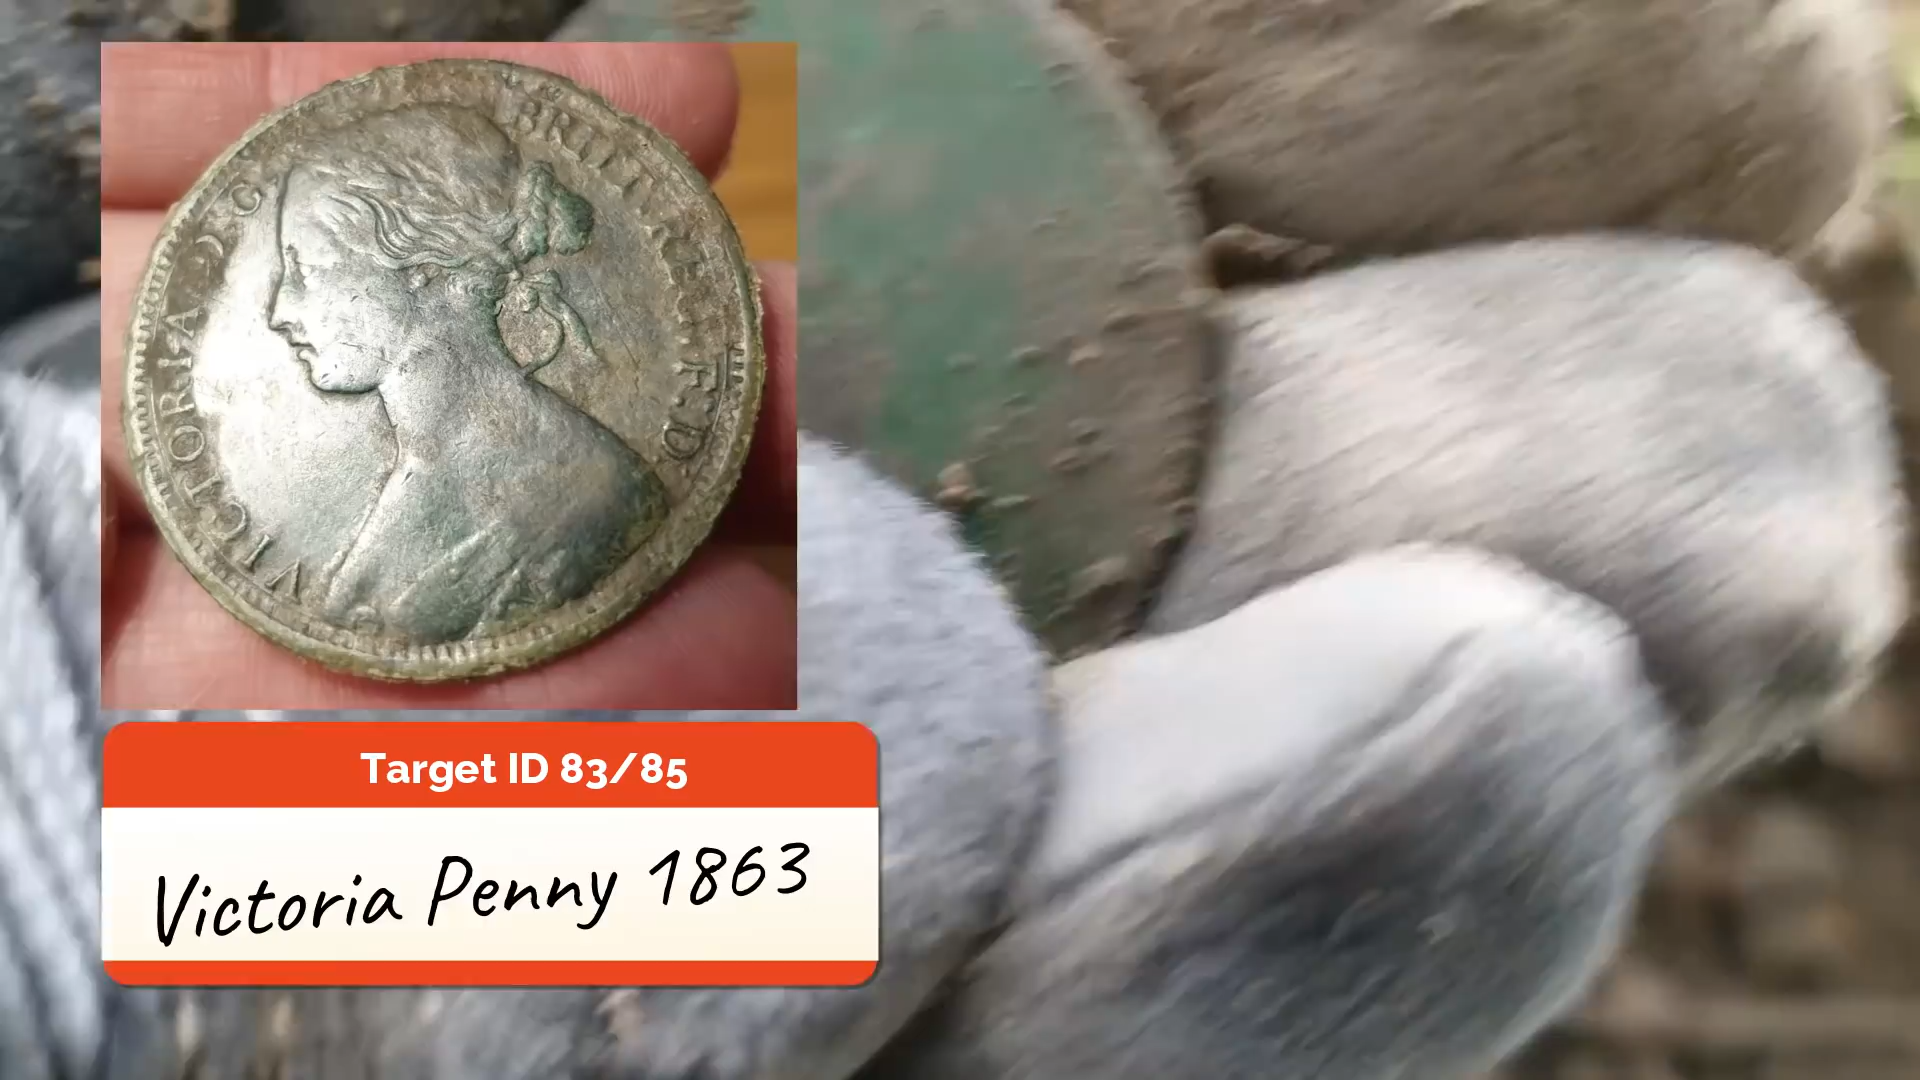 VICTORIA D G BRITT REG F:D
Target ID 83/85
Victoria Penny 1863